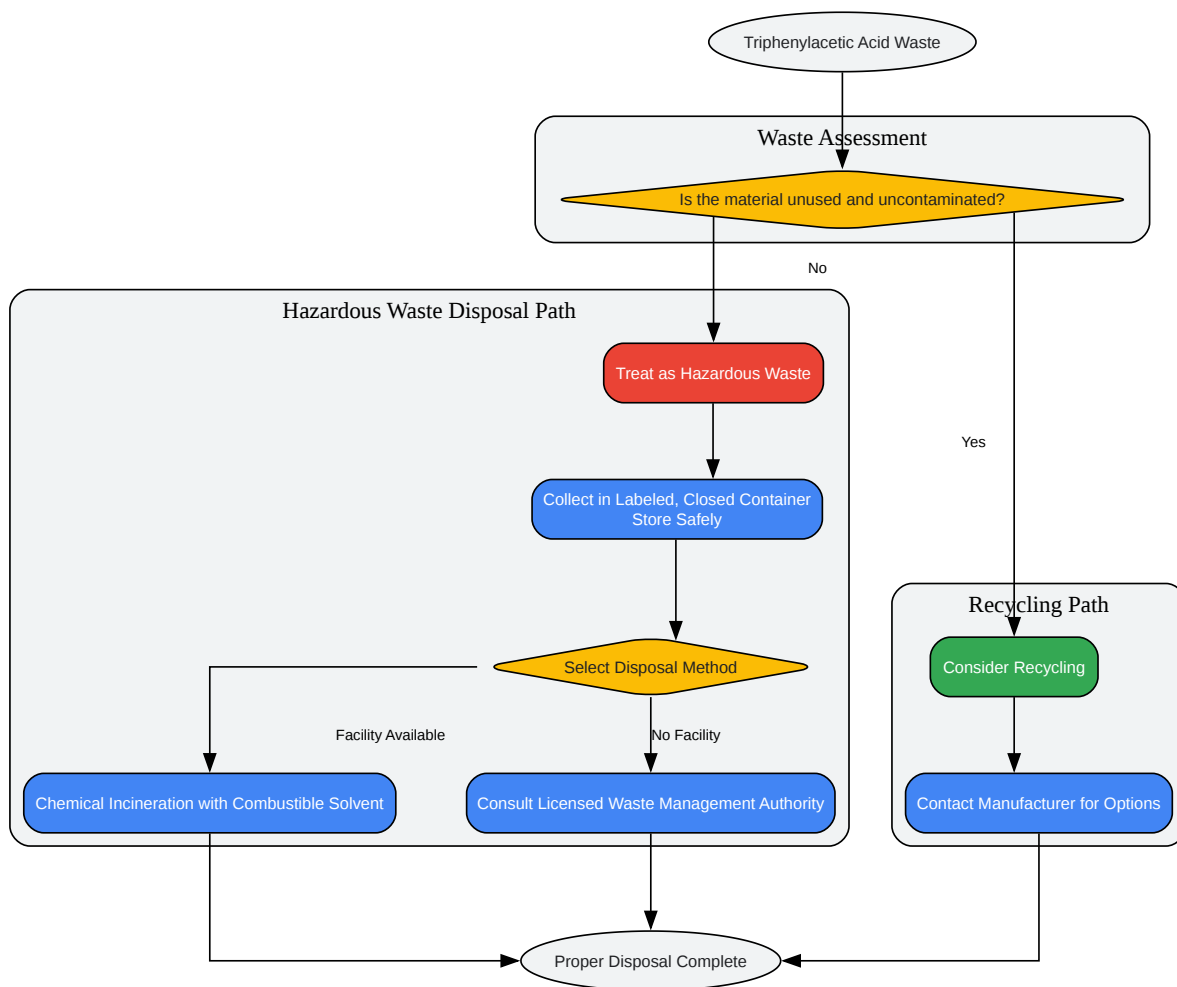 Triphenylacetic Acid Waste
Waste Assessment
Is the material unused and uncontaminated?
No
Hazardous Waste Disposal Path
Treat as Hazardous Waste
Yes
Collect in Labeled, Closed Container
Store Safely
Recycling Path
Select Disposal Method
Consider Recycling
Facility Available
No Facility
Chemical Incineration with Combustible Solvent
Consult Licensed Waste Management Authority
Contact Manufacturer for Options
Proper Disposal Complete